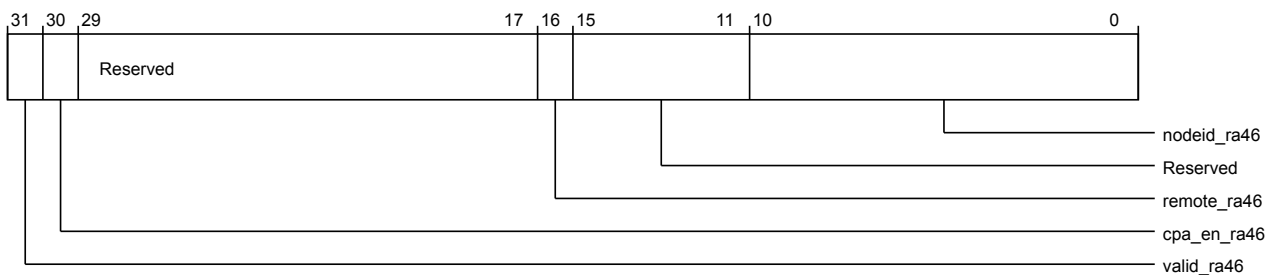 31 30 29 17 16 15 11 10 0
Reserved
nodeid_ra46
Reserved
remote_ra46
cpa_en_ra46
valid_ra46